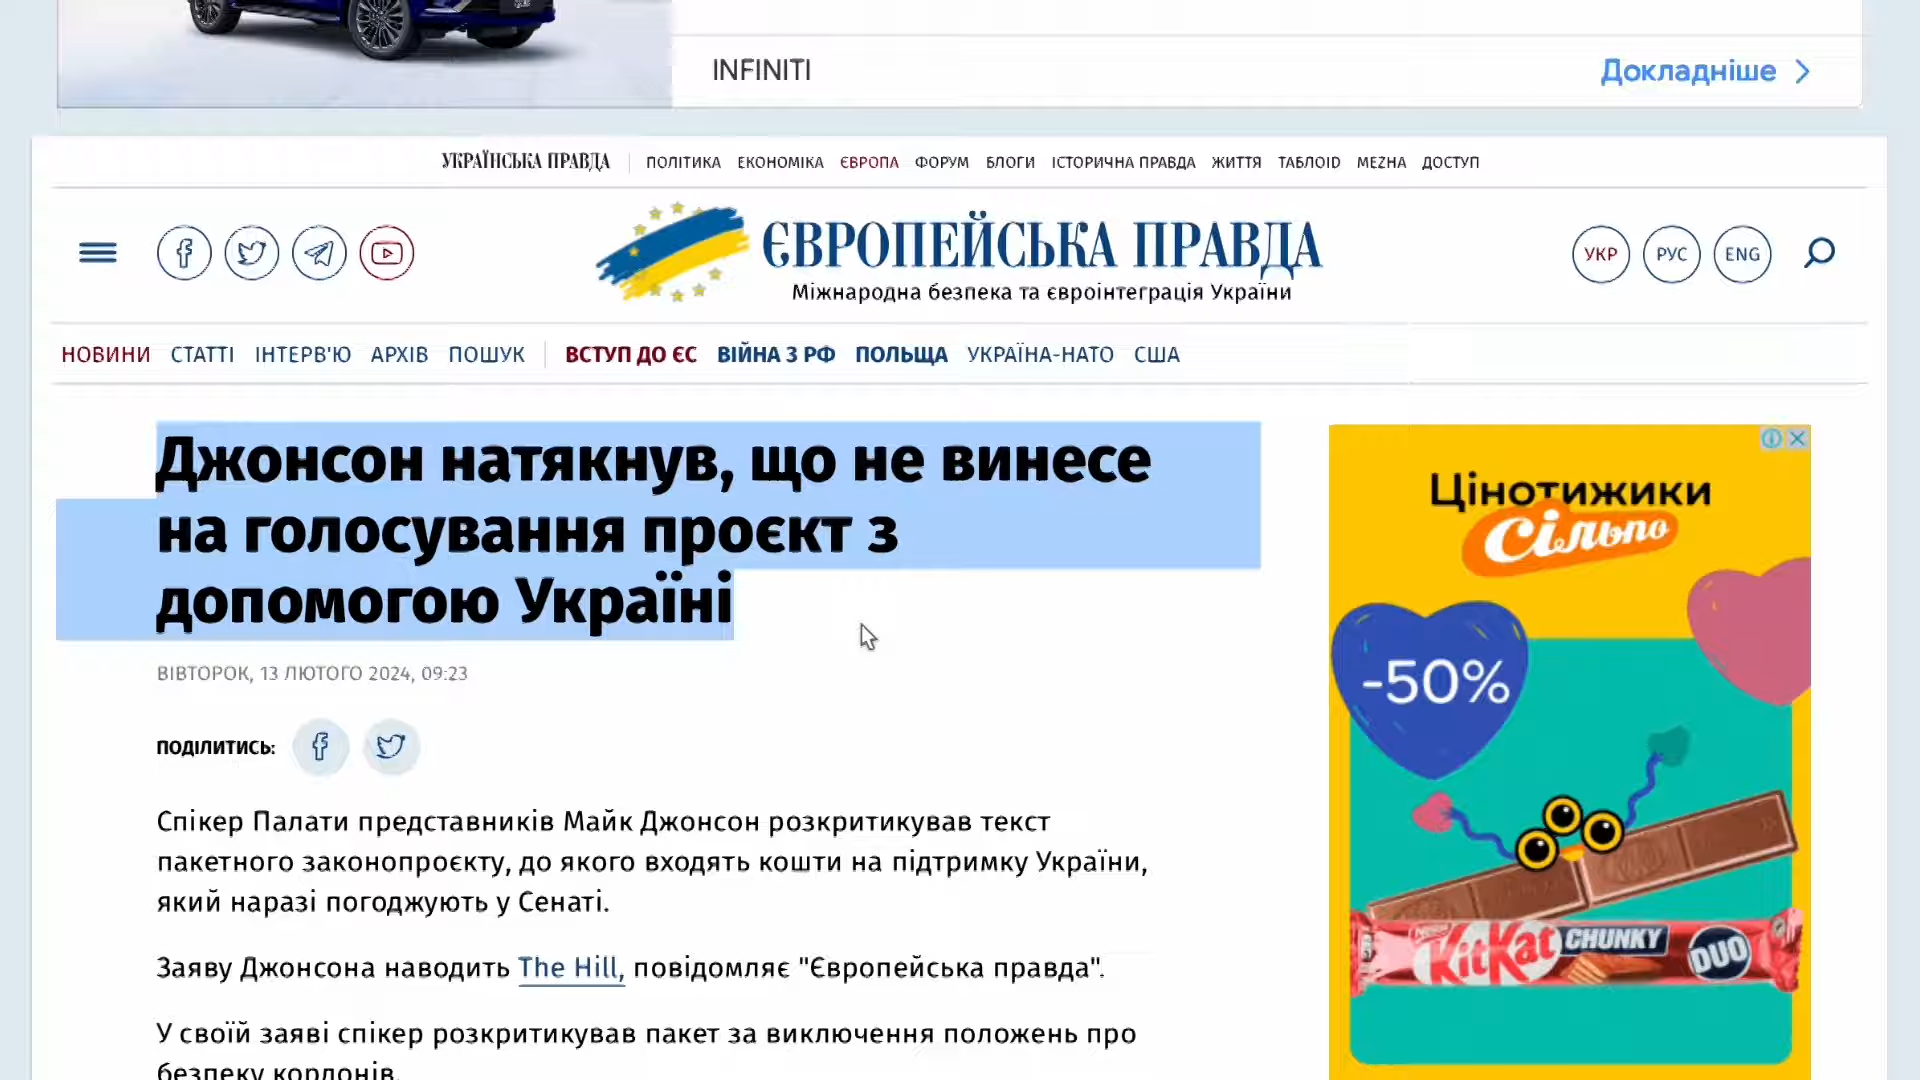 INFINITI
Докладніше
УКРАЇНСЬКА ПРАВДА ПОЛІТИКА ЕКОНОМІКА ЄВРОПА ФОРУМ БЛОГИ ІСТОРИЧНА ПРАВДА ЖИТТЯ ТАБЛОID MEZHA ДОСТУП
ЄВРОПЕЙСЬКА ПРАВДА
Міжнародна безпека та євроінтеграція України
УКР РУС ENG
НОВИНИ СТАТТІ ІНТЕРВ'Ю АРХІВ ПОШУК ВСТУП ДО ЄС ВІЙНА З РФ ПОЛЬЩА УКРАЇНА-НАТО США
Джонсон натякнув, що не винесе
на голосування проєкт з
допомогою Україні
ВІВТОРОК, 13 ЛЮТОГО 2024, 09:23
ПОДІЛИТИСЬ:
Спікер Палати представників Майк Джонсон розкритикував текст
пакетного законопроєкту, до якого входять кошти на підтримку України,
який наразі погоджують у Сенаті.
Заяву Джонсона наводить The Hill, повідомляє "Європейська правда".
У своїй заяві спікер розкритикував пакет за виключення положень про
безпеку кордонів.
Цінотижики
Сільпо
-50%
KitKat CHUNKY DUO